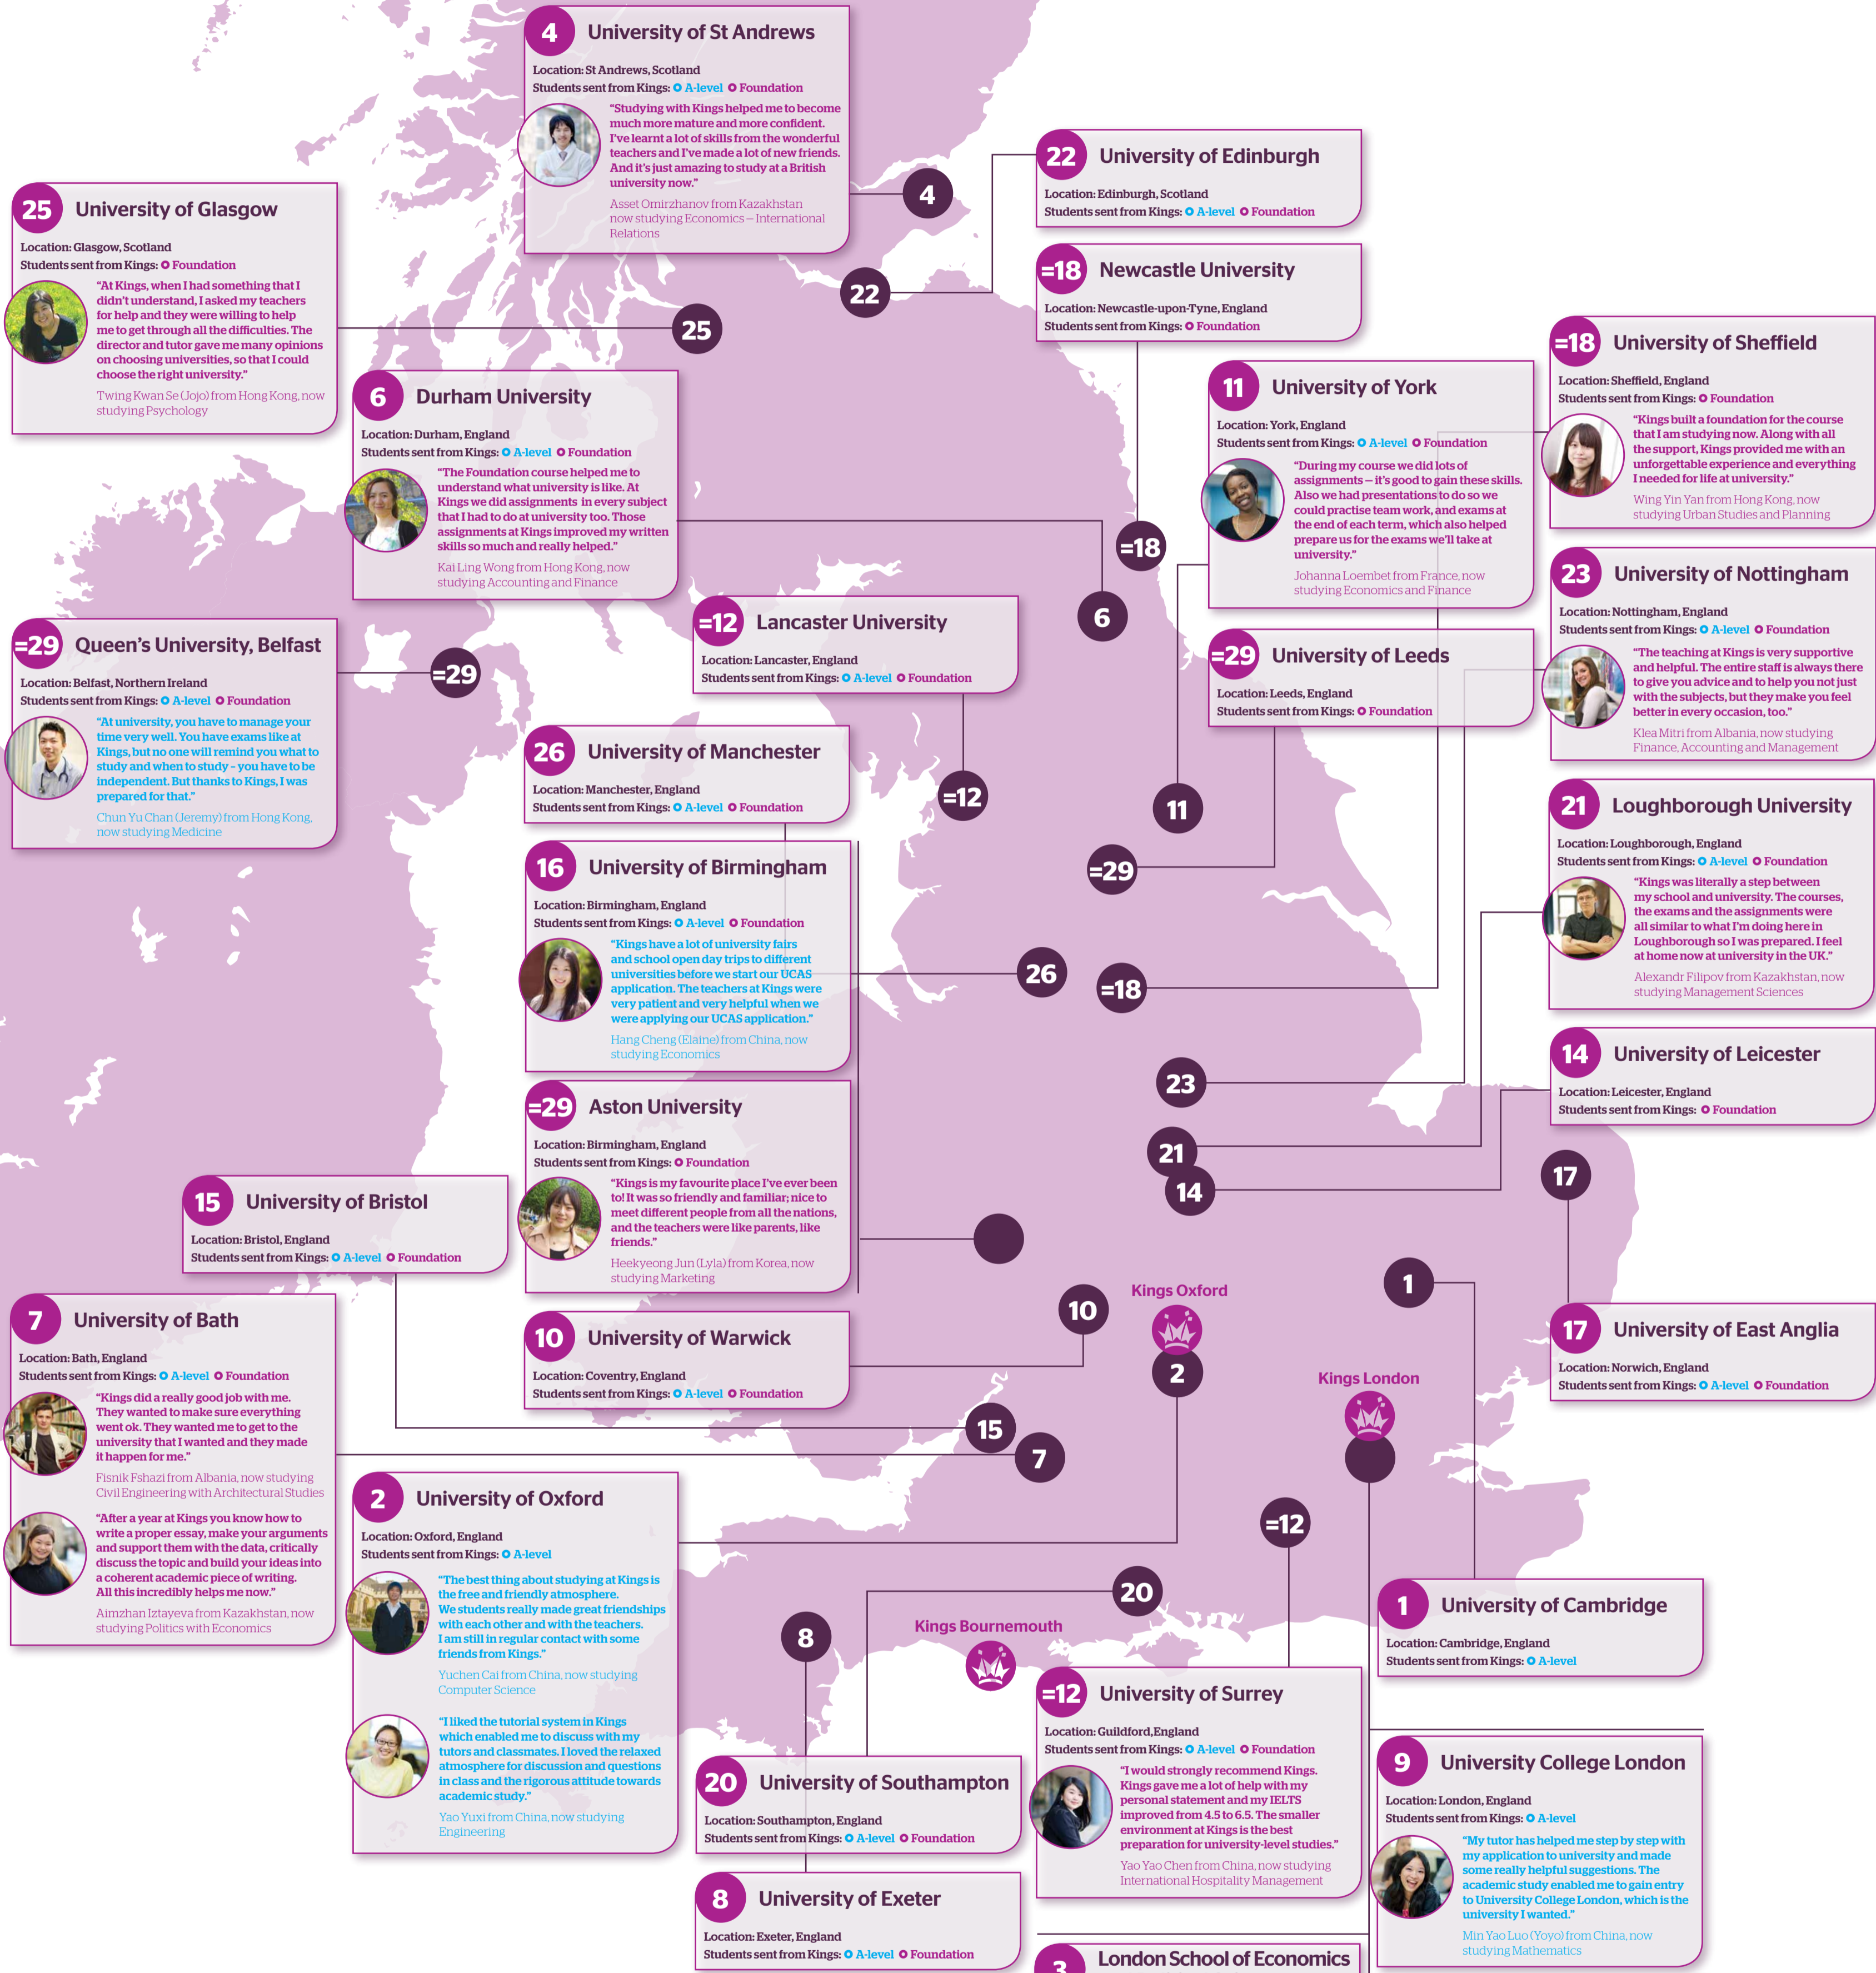 4 University of St Andrews
Location: St Andrews, Scotland
Students sent from Kings: A-level Foundation
"Studying with Kings helped me to become
much more mature and more confident.
I've learnt a lot of skills from the wonderful
teachers and I've made a lot of new friends.
And it's just amazing to study at a British
university now."
Asset Omirzhanov from Kazakhstan
now studying Economics – International
Relations
4
22 University of Edinburgh
Location: Edinburgh, Scotland
Students sent from Kings: A-level Foundation
22
25 University of Glasgow
Location: Glasgow, Scotland
Students sent from Kings: Foundation
"At Kings, when I had something that I
didn't understand, I asked my teachers
for help and they were willing to help
me to get through all the difficulties. The
director and tutor gave me many opinions
on choosing universities, so that I could
choose the right university."
Twing Kwan Se (Jojo) from Hong Kong, now
studying Psychology
25
=18 Newcastle University
Location: Newcastle-upon-Tyne, England
Students sent from Kings: Foundation
=18
6 Durham University
Location: Durham, England
Students sent from Kings: A-level Foundation
"The Foundation course helped me to
understand what university is like. At
Kings we did assignments in every subject
that I had to do at university too. Those
assignments at Kings improved my written
skills so much and really helped."
Kai Ling Wong from Hong Kong, now
studying Accounting and Finance
6
11 University of York
Location: York, England
Students sent from Kings: A-level Foundation
"During my course we did lots of
assignments – it's good to gain these skills.
Also we had presentations to do so we
could practise team work, and exams at
the end of each term, which also helped
prepare us for the exams we'll take at
university."
Johanna Loembet from France, now
studying Economics and Finance
11
=18 University of Sheffield
Location: Sheffield, England
Students sent from Kings: Foundation
"Kings built a foundation for the course
that I am studying now. Along with all
the support, Kings provided me with an
unforgettable experience and everything
I needed for life at university."
Wing Yin Yan from Hong Kong, now
studying Urban Studies and Planning
=18
23 University of Nottingham
Location: Nottingham, England
Students sent from Kings: A-level Foundation
"The teaching at Kings is very supportive
and helpful. The entire staff is always there
to give you advice and to help you not just
with the subjects, but they make you feel
better in every occasion, too."
Klea Mitri from Albania, now studying
Finance, Accounting and Management
23
=29 Queen's University, Belfast
Location: Belfast, Northern Ireland
Students sent from Kings: A-level Foundation
"At university, you have to manage your
time very well. You have exams like at
Kings, but no one will remind you what to
study and when to study – you have to be
independent. But thanks to Kings, I was
prepared for that."
Chun Yu Chan (Jeremy) from Hong Kong,
now studying Medicine
=29
=12 Lancaster University
Location: Lancaster, England
Students sent from Kings: A-level Foundation
=12
=29 University of Leeds
Location: Leeds, England
Students sent from Kings: Foundation
=29
26 University of Manchester
Location: Manchester, England
Students sent from Kings: A-level Foundation
26
21 Loughborough University
Location: Loughborough, England
Students sent from Kings: A-level Foundation
"Kings was literally a step between
my school and university. The courses,
the exams and the assignments were
all similar to what I'm doing here in
Loughborough so I was prepared. I feel
at home now at university in the UK."
Alexandr Filipov from Kazakhstan, now
studying Management Sciences
21
16 University of Birmingham
Location: Birmingham, England
Students sent from Kings: A-level Foundation
"Kings have a lot of university fairs
and school open day trips to different
universities before we start our UCAS
application. The teachers at Kings were
very patient and very helpful when we
were applying our UCAS application."
Hang Cheng (Elaine) from China, now
studying Economics
14 University of Leicester
Location: Leicester, England
Students sent from Kings: Foundation
14
=29 Aston University
Location: Birmingham, England
Students sent from Kings: Foundation
"Kings is my favourite place I've ever been
to! It was so friendly and familiar; nice to
meet different people from all the nations,
and the teachers were like parents, like
friends."
Heekyeong Jun (Lyla) from Korea, now
studying Marketing
17
17 University of East Anglia
Location: Norwich, England
Students sent from Kings: A-level Foundation
15 University of Bristol
Location: Bristol, England
Students sent from Kings: A-level Foundation
15
10 University of Warwick
Location: Coventry, England
Students sent from Kings: A-level Foundation
10
Kings Oxford
2
1
Kings London
7 University of Bath
Location: Bath, England
Students sent from Kings: A-level Foundation
"Kings did a really good job with me.
They wanted to make sure everything
went ok. They wanted me to get to the
university that I wanted and they made
it happen for me."
Fisnik Fshazi from Albania, now studying
Civil Engineering with Architectural Studies
"After a year at Kings you know how to
write a proper essay, make your arguments
and support them with the data, critically
discuss the topic and build your ideas into
a coherent academic piece of writing.
All this incredibly helps me now."
Aimzhan Iztayeva from Kazakhstan, now
studying Politics with Economics
7
2 University of Oxford
Location: Oxford, England
Students sent from Kings: A-level
"The best thing about studying at Kings is
the free and friendly atmosphere.
We students really made great friendships
with each other and with the teachers.
I am still in regular contact with some
friends from Kings."
Yuchen Cai from China, now studying
Computer Science
"I liked the tutorial system in Kings
which enabled me to discuss with my
tutors and classmates. I loved the relaxed
atmosphere for discussion and questions
in class and the rigorous attitude towards
academic study."
Yao Yuxi from China, now studying
Engineering
=12
20
8
Kings Bournemouth
1 University of Cambridge
Location: Cambridge, England
Students sent from Kings: A-level
=12 University of Surrey
Location: Guildford, England
Students sent from Kings: A-level Foundation
"I would strongly recommend Kings.
Kings gave me a lot of help with my
personal statement and my IELTS
improved from 4.5 to 6.5. The smaller
environment at Kings is the best
preparation for university-level studies."
Yao Yao Chen from China, now studying
International Hospitality Management
20 University of Southampton
Location: Southampton, England
Students sent from Kings: A-level Foundation
8 University of Exeter
Location: Exeter, England
Students sent from Kings: A-level Foundation
9 University College London
Location: London, England
Students sent from Kings: A-level
"My tutor has helped me step by step with
my application to university and made
some really helpful suggestions. The
academic study enabled me to gain entry
to University College London, which is the
university I wanted."
Min Yao Luo (Yoyo) from China, now
studying Mathematics
3 London School of Economics